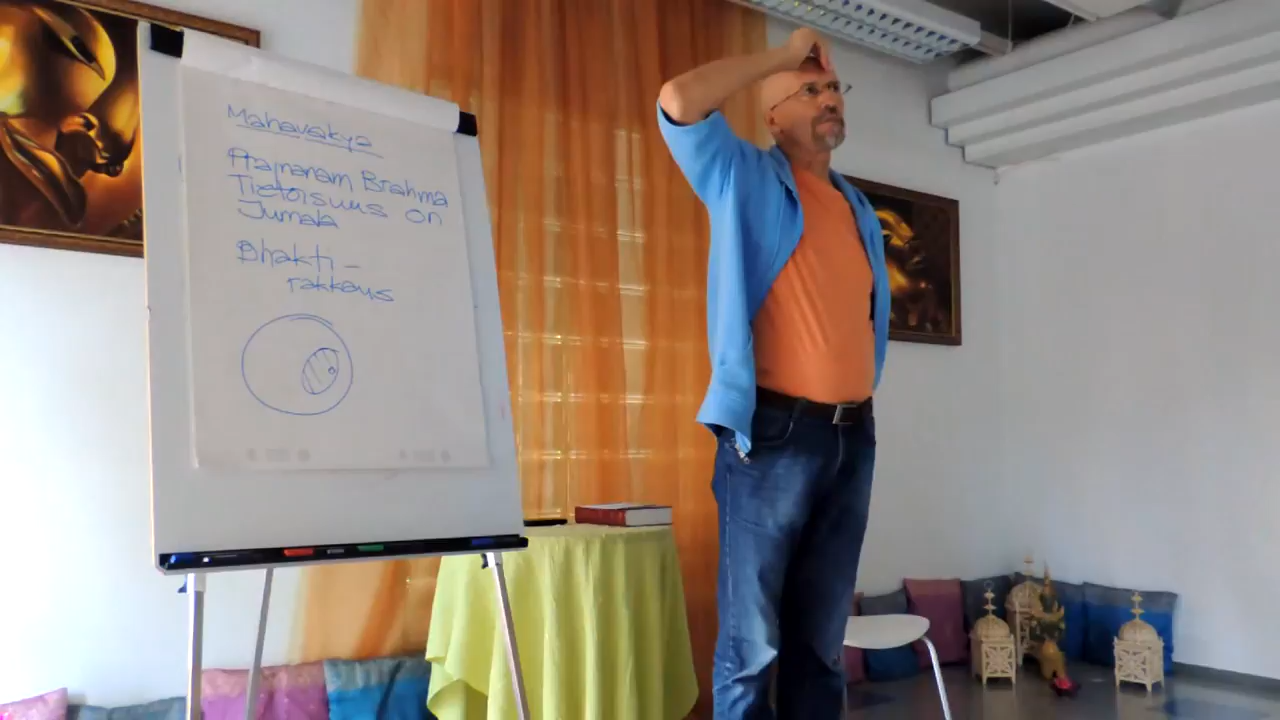 Mahavakya
Prajnanam Brahma
Tietoisuus on
Jumala
Bhakti -
rakkaus